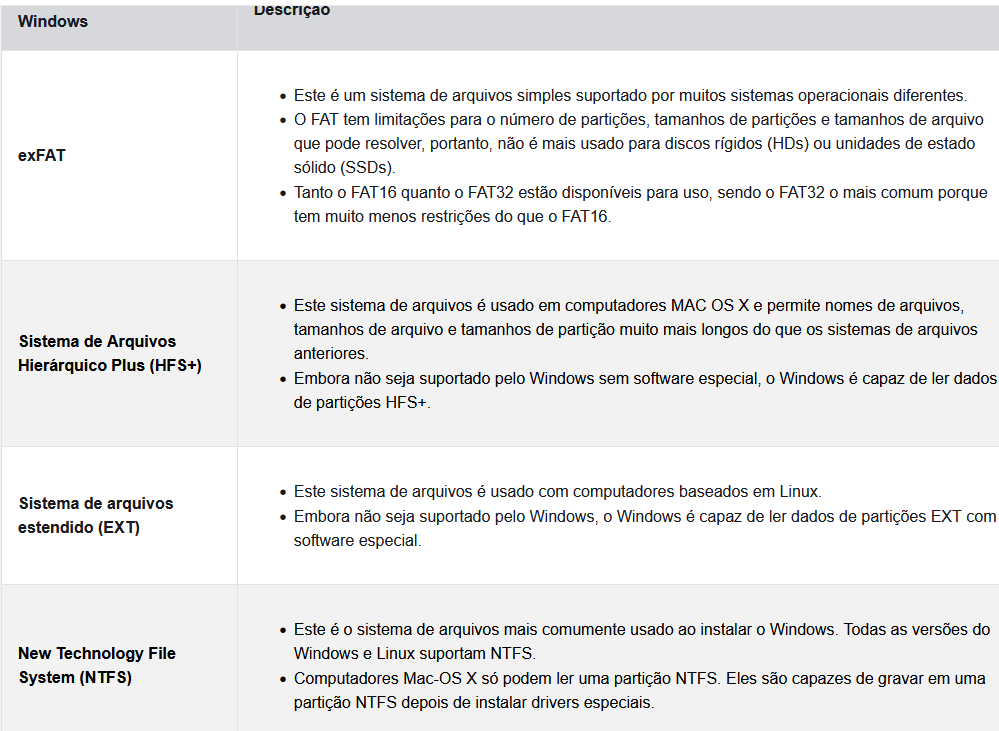 Windows
Descrição
exFAT
• Este é um sistema de arquivos simples suportado por muitos sistemas operacionais diferentes.
• O FAT tem limitações para o número de partições, tamanhos de partições e tamanhos de arquivo
que pode resolver, portanto, não é mais usado para discos rígidos (HDs) ou unidades de estado
sólido (SSDs).
• Tanto o FAT16 quanto o FAT32 estão disponíveis para uso, sendo o FAT32 o mais comum porque
tem muito menos restrições do que o FAT16.
Sistema de Arquivos
Hierárquico Plus (HFS+)
• Este sistema de arquivos é usado em computadores MAC OS X e permite nomes de arquivos,
tamanhos de arquivo e tamanhos de partição muito mais longos do que os sistemas de arquivos
anteriores.
• Embora não seja suportado pelo Windows sem software especial, o Windows é capaz de ler dados
de partições HFS+.
Sistema de arquivos
estendido (EXT)
• Este sistema de arquivos é usado com computadores baseados em Linux.
• Embora não seja suportado pelo Windows, o Windows é capaz de ler dados de partições EXT com
software especial.
New Technology File
System (NTFS)
• Este é o sistema de arquivos mais comumente usado ao instalar o Windows. Todas as versões do
Windows e Linux suportam NTFS.
• Computadores Mac-OS X só podem ler uma partição NTFS. Eles são capazes de gravar em uma
partição NTFS depois de instalar drivers especiais.